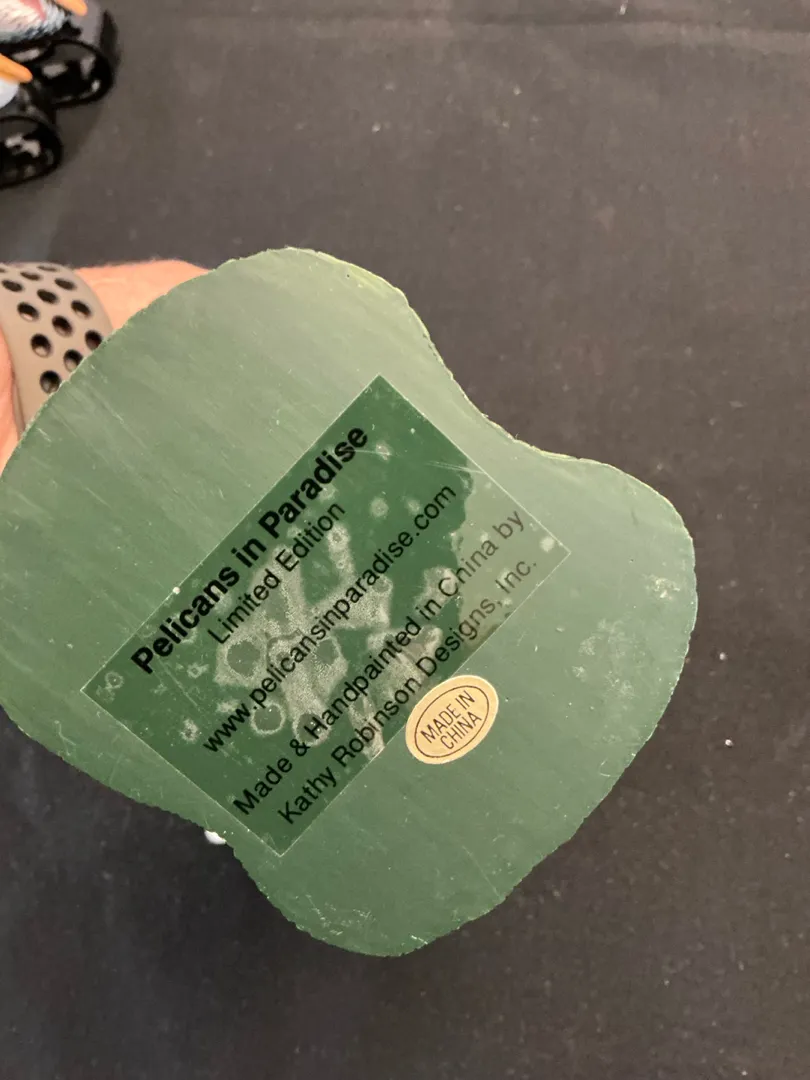 Pelicans in Paradise
Limited Edition
www.pelicansinparadise.com
Made & Handpainted in China by
Kathy Robinson Designs, Inc.
MADE IN
CHINA